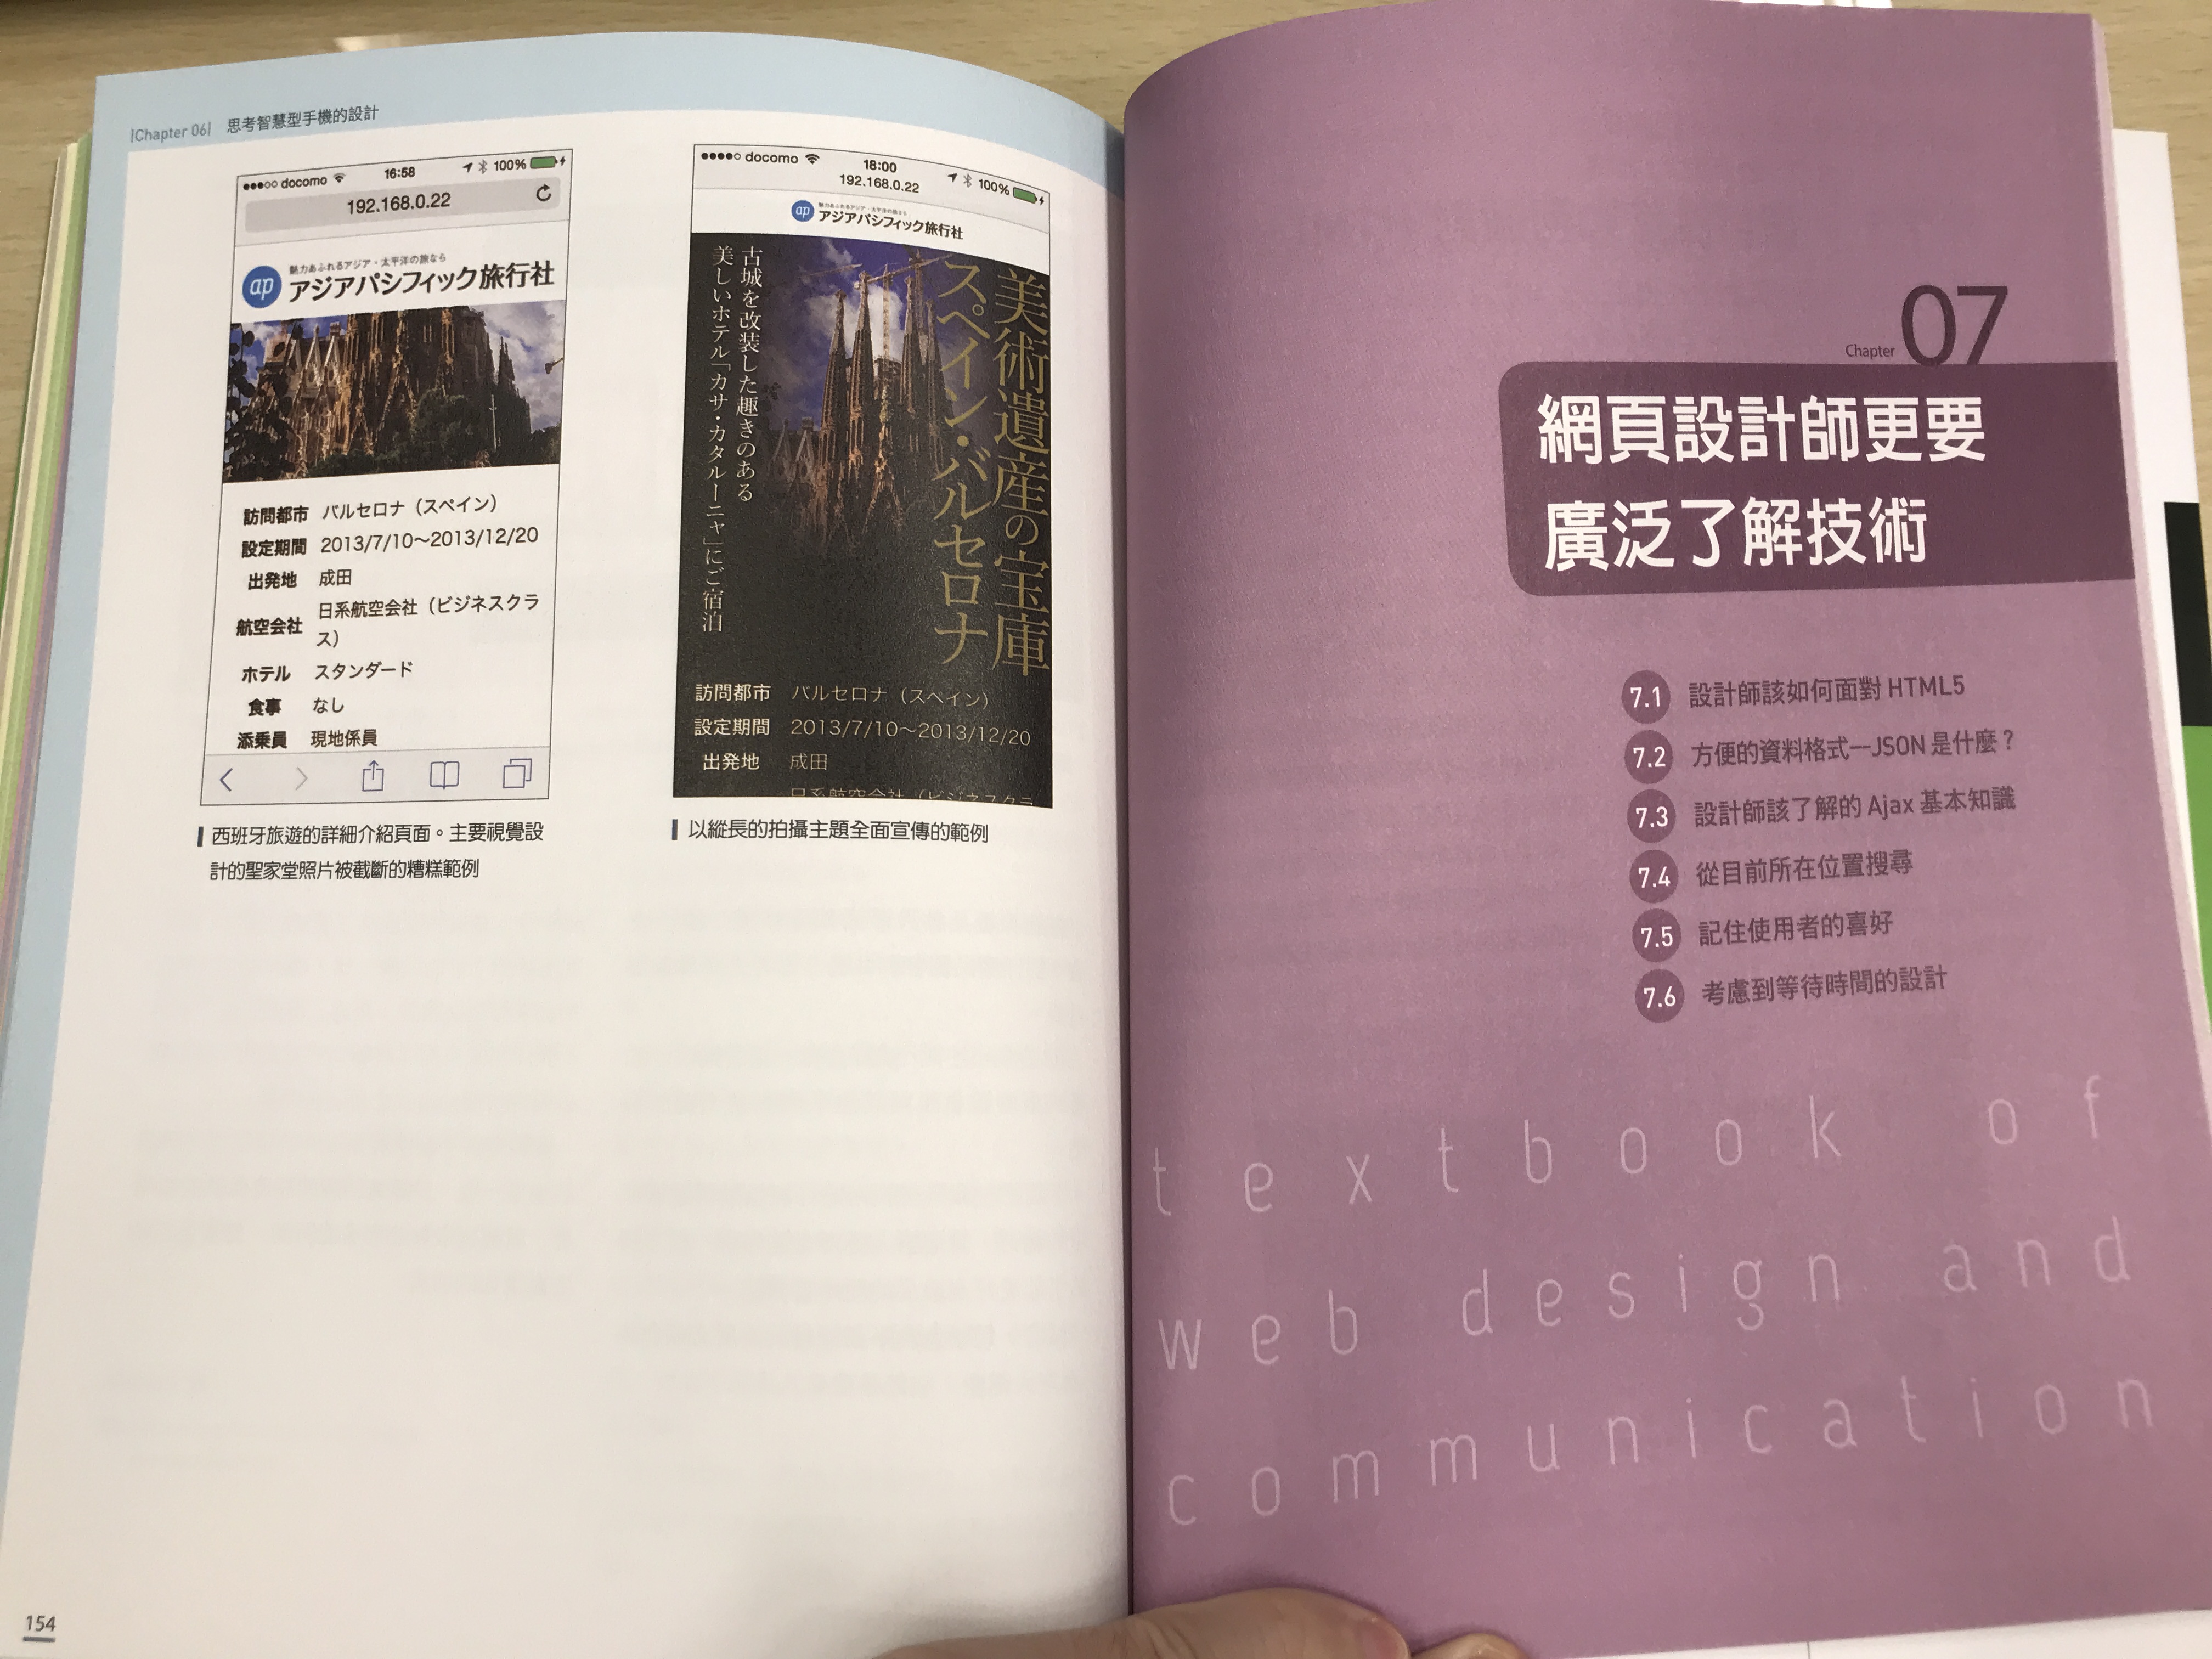 |Chapter 06| 思考智慧型手機的設計
docomo 16:58 100%
192.168.0.22
魅力あふれるアジア・太平洋の旅なら
ap アジアパシフィック旅行社
訪問都市 バルセロナ（スペイン）
設定期間 2013/7/10～2013/12/20
出発地 成田
航空会社 日系航空会社（ビジネスクラ
ス）
ホテル スタンダード
食事 なし
添乗員 現地係員
西班牙旅遊的詳細介紹頁面。主要視覺設
計的聖家堂照片被截斷的糟糕範例
docomo 18:00 100%
192.168.0.22
魅力あふれるアジア・太平洋の旅なら
ap アジアパシフィック旅行社
美術遺産の宝庫
スペイン・バルセロナ
古城を改装した趣きのある
美しいホテル「カサ・カタルーニャ」にご宿泊
訪問都市 バルセロナ（スペイン）
設定期間 2013/7/10～2013/12/20
出発地 成田
日系航空会社（ビジネスクラ
以縱長的拍攝主題全面宣傳的範例
154
Chapter 07
網頁設計師更要
廣泛了解技術
7.1 設計師該如何面對 HTML5
7.2 方便的資料格式—JSON 是什麼？
7.3 設計師該了解的 Ajax 基本知識
7.4 從目前所在位置搜尋
7.5 記住使用者的喜好
7.6 考慮到等待時間的設計
textbook of
web design and
communication